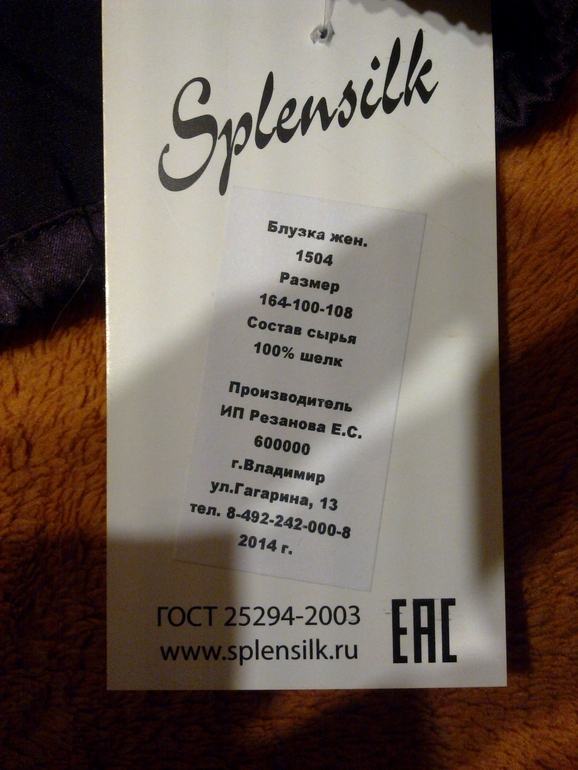 Splensilk
Блузка жен.
1504
Размер
164-100-108
Состав сырья
100% шелк
Производитель
ИП Резанова Е.С.
600000
г.Владимир
ул.Гагарина, 13
тел. 8-492-242-000-8
2014 г.
ГОСТ 25294-2003
www.splensilk.ru
ЕАС